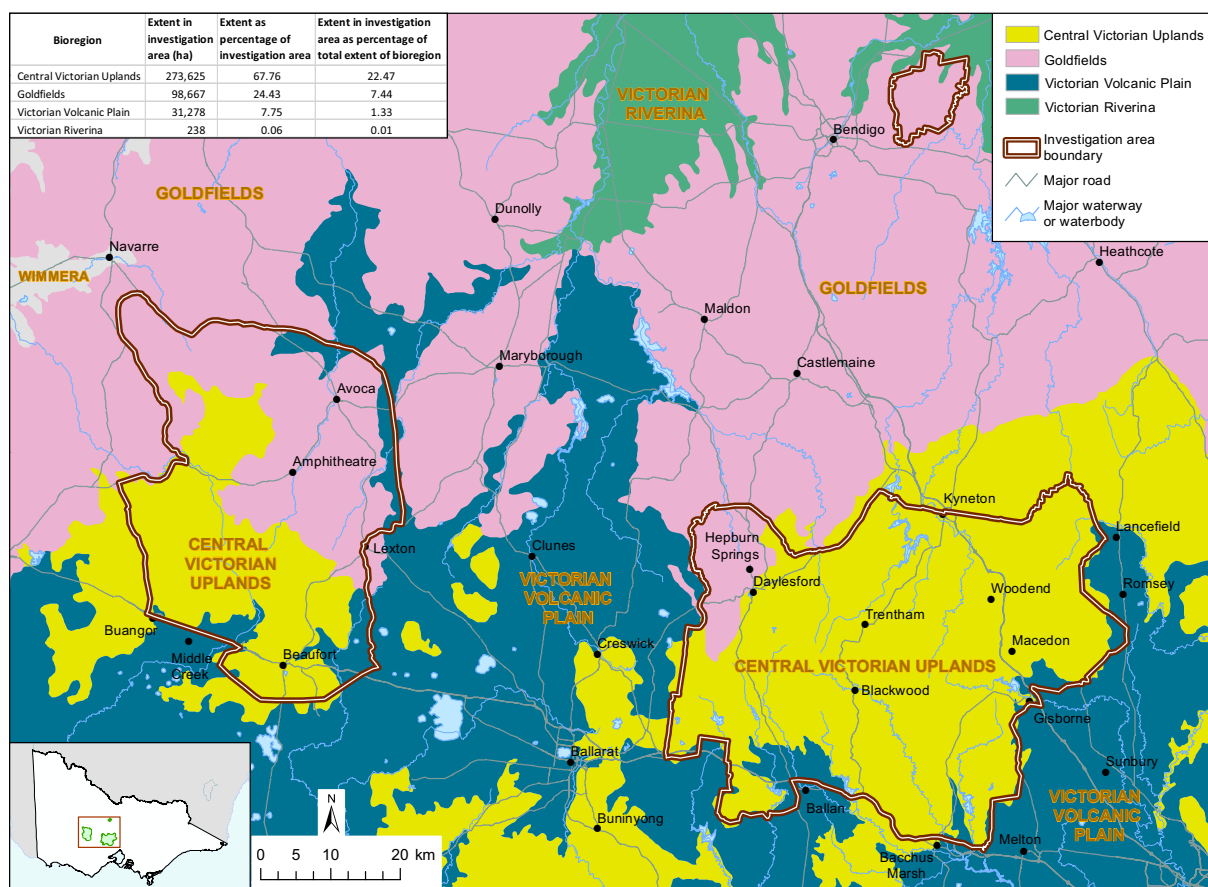 Bioregion | Extent in investigation area (ha) | Extent as percentage of investigation area | Extent in investigation area as percentage of total extent of bioregion
Central Victorian Uplands | 273,625 | 67.76 | 22.47
Goldfields | 98,667 | 24.43 | 7.44
Victorian Volcanic Plain | 31,278 | 7.75 | 1.33
Victorian Riverina | 238 | 0.06 | 0.01
Central Victorian Uplands
Goldfields
Victorian Volcanic Plain
Victorian Riverina
Investigation area
boundary
Major road
Major waterway
or waterbody
VICTORIAN
RIVERINA
Bendigo
GOLDFIELDS
Dunolly
Navarre
WIMMERA
Heathcote
GOLDFIELDS
Maldon
Maryborough
Castlemaine
Avoca
Amphitheatre
Kyneton
Lancefield
CENTRAL
VICTORIAN
UPLANDS
Lexton
Clunes
Hepburn
Springs
Daylesford
VICTORIAN
VOLCANIC
PLAIN
Woodend
Romsey
Trentham
Buangor
Middle
Creek
Beaufort
Creswick
Macedon
CENTRAL VICTORIAN UPLANDS
Blackwood
Gisborne
Ballarat
Sunbury
Ballan
VICTORIAN
VOLCANIC
PLAIN
Buninyong
Bacchus
Marsh
Melton
N
0 5 10 20 km